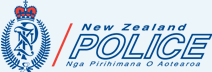 New Zealand
POLICE
Nga Pirihimana O Aotearoa